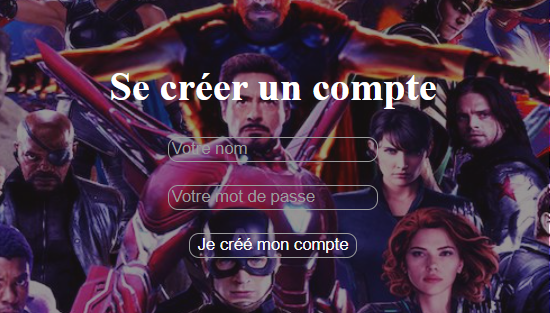 Se créer un compte
Votre nom
Votre mot de passe
Je créé mon compte